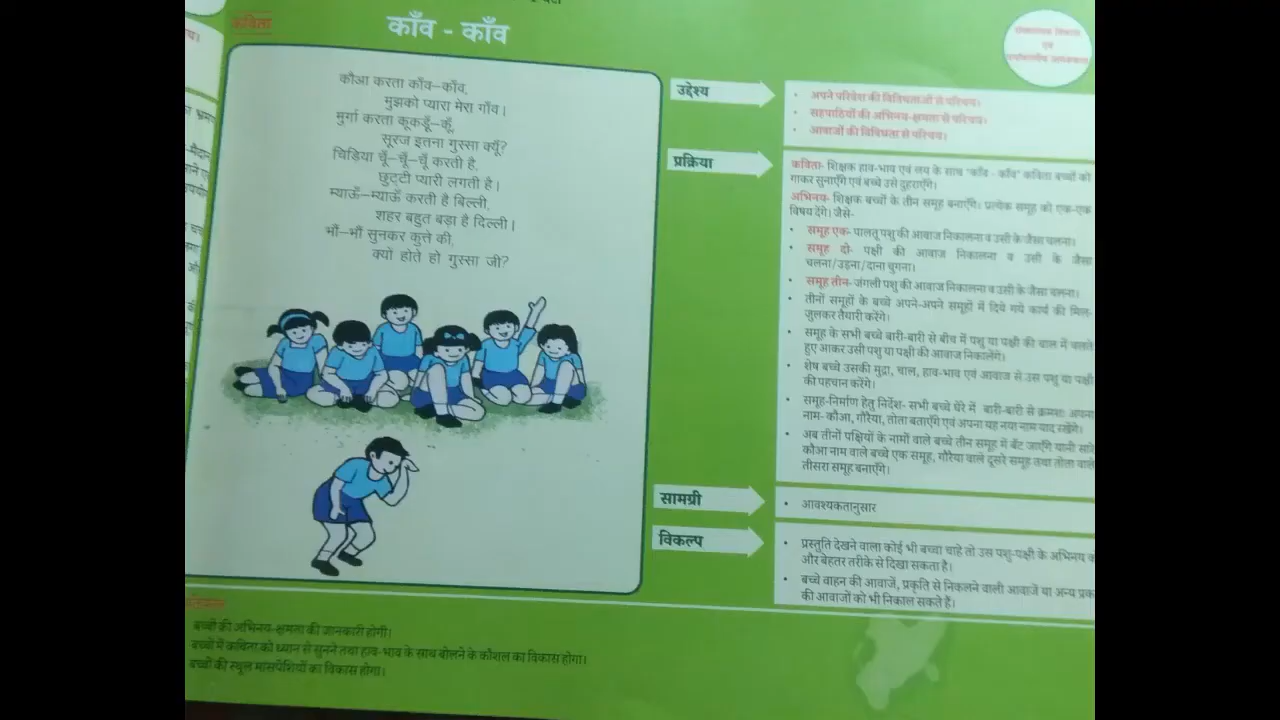 कविता
काँव - काँव
कौआ करता काँव–काँव,
मुझको प्यारा मेरा गाँव।
मुर्गा करता कूकडूँ–कूँ,
सूरज इतना गुस्सा क्यूँ?
चिड़िया चूँ–चूँ–चूँ करती है,
छुट्टी प्यारी लगती है।
म्याऊँ–म्याऊँ करती है बिल्ली,
शहर बहुत बड़ा है दिल्ली।
भौं–भौं सुनकर कुत्ते की,
क्यों होते हो गुस्सा जी?
उद्देश्य
• अपने परिवेश की विविधताओं से परिचय।
• सहपाठियों की अभिनय-क्षमता से परिचय।
• आवाजों की विविधता से परिचय।
प्रक्रिया
कविता- शिक्षक हाव-भाव एवं लय के साथ 'काँव - काँव' कविता बच्चों को
गाकर सुनाएँगे एवं बच्चे उसे दुहराएँगे।
अभिनय- शिक्षक बच्चों के तीन समूह बनाएँगे। प्रत्येक समूह को एक-एक
विषय देंगे। जैसे-
• समूह एक- पालतू पशु की आवाज निकालना व उसी के जैसा चलना।
• समूह दो- पक्षी की आवाज निकालना व उसी के जैसा
चलना/उड़ना/दाना चुगना।
• समूह तीन- जंगली पशु की आवाज निकालना व उसी के जैसा चलना।
• तीनों समूहों के बच्चे अपने-अपने समूहों में दिये गये कार्य की मिल-
जुलकर तैयारी करेंगे।
• समूह के सभी बच्चे बारी-बारी से बीच में पशु या पक्षी की चाल में चलते
हुए आकर उसी पशु या पक्षी की आवाज निकालेंगे।
• शेष बच्चे उसकी मुद्रा, चाल, हाव-भाव एवं आवाज से उस पशु या पक्षी
की पहचान करेंगे।
• समूह-निर्माण हेतु निर्देश- सभी बच्चे घेरे में बारी-बारी से क्रमशः अपना
नाम- कौआ, गौरैया, तोता बताएँगे एवं अपना यह नया नाम याद रखेंगे।
• अब तीनों पक्षियों के नामों वाले बच्चे तीन समूह में बँट जाएँगे यानी सारे
कौआ नाम वाले बच्चे एक समूह, गौरैया वाले दूसरे समूह तथा तोता वाले
तीसरा समूह बनाएँगे।
सामग्री
• आवश्यकतानुसार
विकल्प
• प्रस्तुति देखने वाला कोई भी बच्चा चाहे तो उस पशु-पक्षी के अभिनय क
और बेहतर तरीके से दिखा सकता है।
• बच्चे वाहन की आवाजें, प्रकृति से निकलने वाली आवाजें या अन्य प्रक
की आवाजों को भी निकाल सकते हैं।
बच्चों की अभिनय-क्षमता की जानकारी होगी।
बच्चों में कविता को ध्यान से सुनने तथा हाव-भाव के साथ बोलने के कौशल का विकास होगा।
बच्चों की स्थूल मांसपेशियों का विकास होगा।